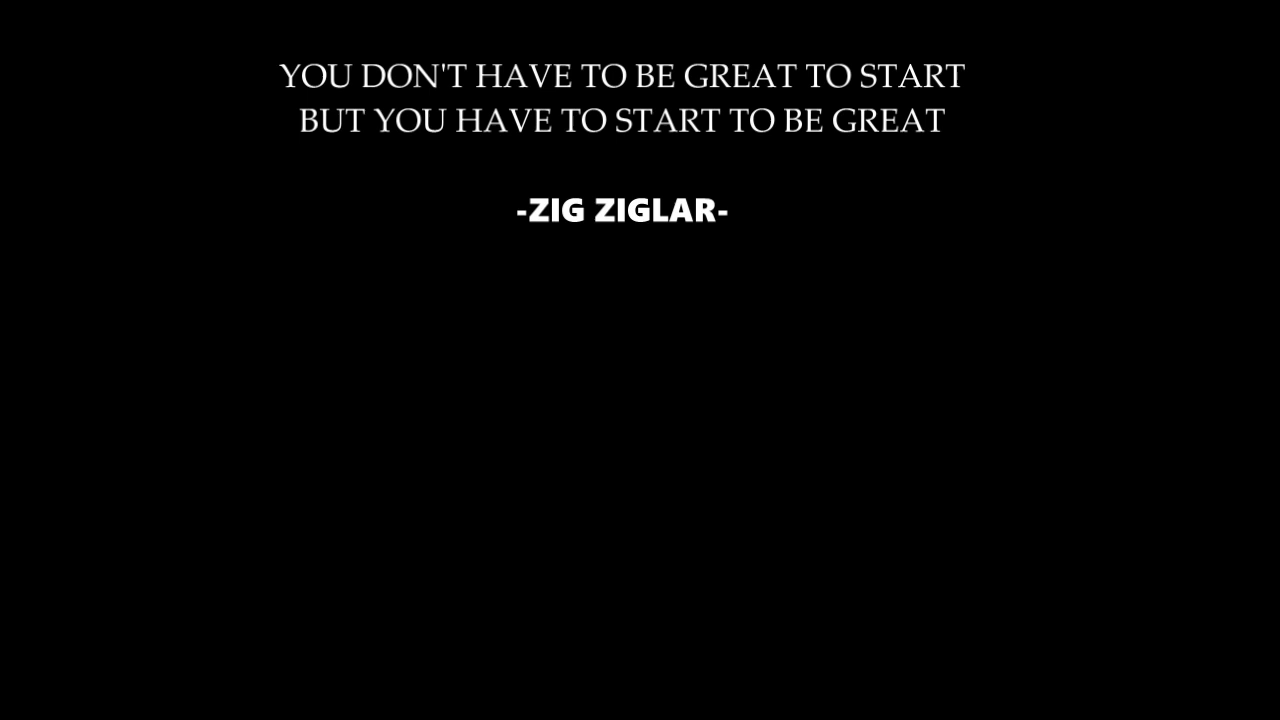 YOU DON'T HAVE TO BE GREAT TO START
BUT YOU HAVE TO START TO BE GREAT
-ZIG ZIGLAR-